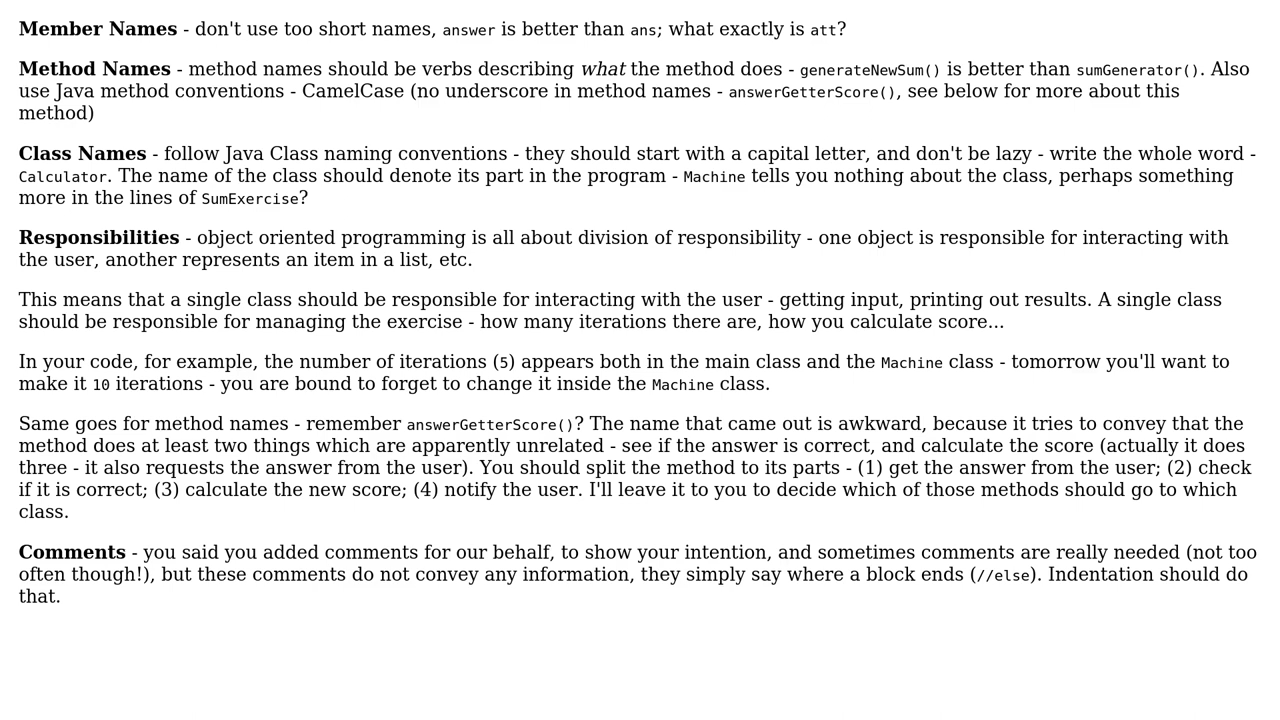 Member Names - don't use too short names, answer is better than ans; what exactly is att?
Method Names - method names should be verbs describing what the method does - generateNewSum() is better than sumGenerator(). Also
use Java method conventions - CamelCase (no underscore in method names - answerGetterScore(), see below for more about this
method)
Class Names - follow Java Class naming conventions - they should start with a capital letter, and don't be lazy - write the whole word -
Calculator. The name of the class should denote its part in the program - Machine tells you nothing about the class, perhaps something
more in the lines of SumExercise?
Responsibilities - object oriented programming is all about division of responsibility - one object is responsible for interacting with
the user, another represents an item in a list, etc.
This means that a single class should be responsible for interacting with the user - getting input, printing out results. A single class
should be responsible for managing the exercise - how many iterations there are, how you calculate score...
In your code, for example, the number of iterations (5) appears both in the main class and the Machine class - tomorrow you'll want to
make it 10 iterations - you are bound to forget to change it inside the Machine class.
Same goes for method names - remember answerGetterScore()? The name that came out is awkward, because it tries to convey that the
method does at least two things which are apparently unrelated - see if the answer is correct, and calculate the score (actually it does
three - it also requests the answer from the user). You should split the method to its parts - (1) get the answer from the user; (2) check
if it is correct; (3) calculate the new score; (4) notify the user. I'll leave it to you to decide which of those methods should go to which
class.
Comments - you said you added comments for our behalf, to show your intention, and sometimes comments are really needed (not too
often though!), but these comments do not convey any information, they simply say where a block ends (//else). Indentation should do
that.